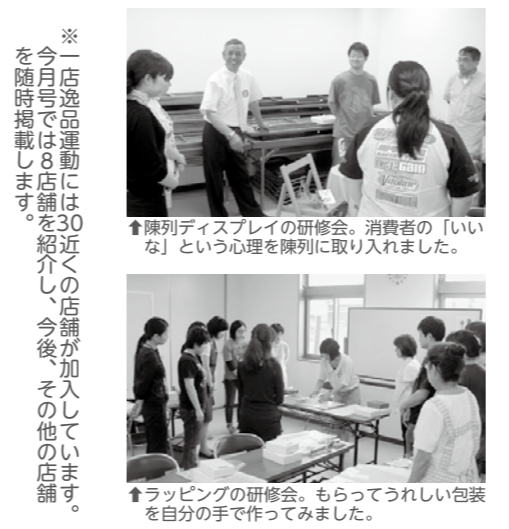 ※一店逸品運動には30近くの店舗が加入しています。
今月号では8店舗を紹介し、今後、その他の店舗
を随時掲載します。
⬆陳列ディスプレイの研修会。消費者の「いい
な」という心理を陳列に取り入れました。
⬆ラッピングの研修会。もらってうれしい包装
を自分の手で作ってみました。